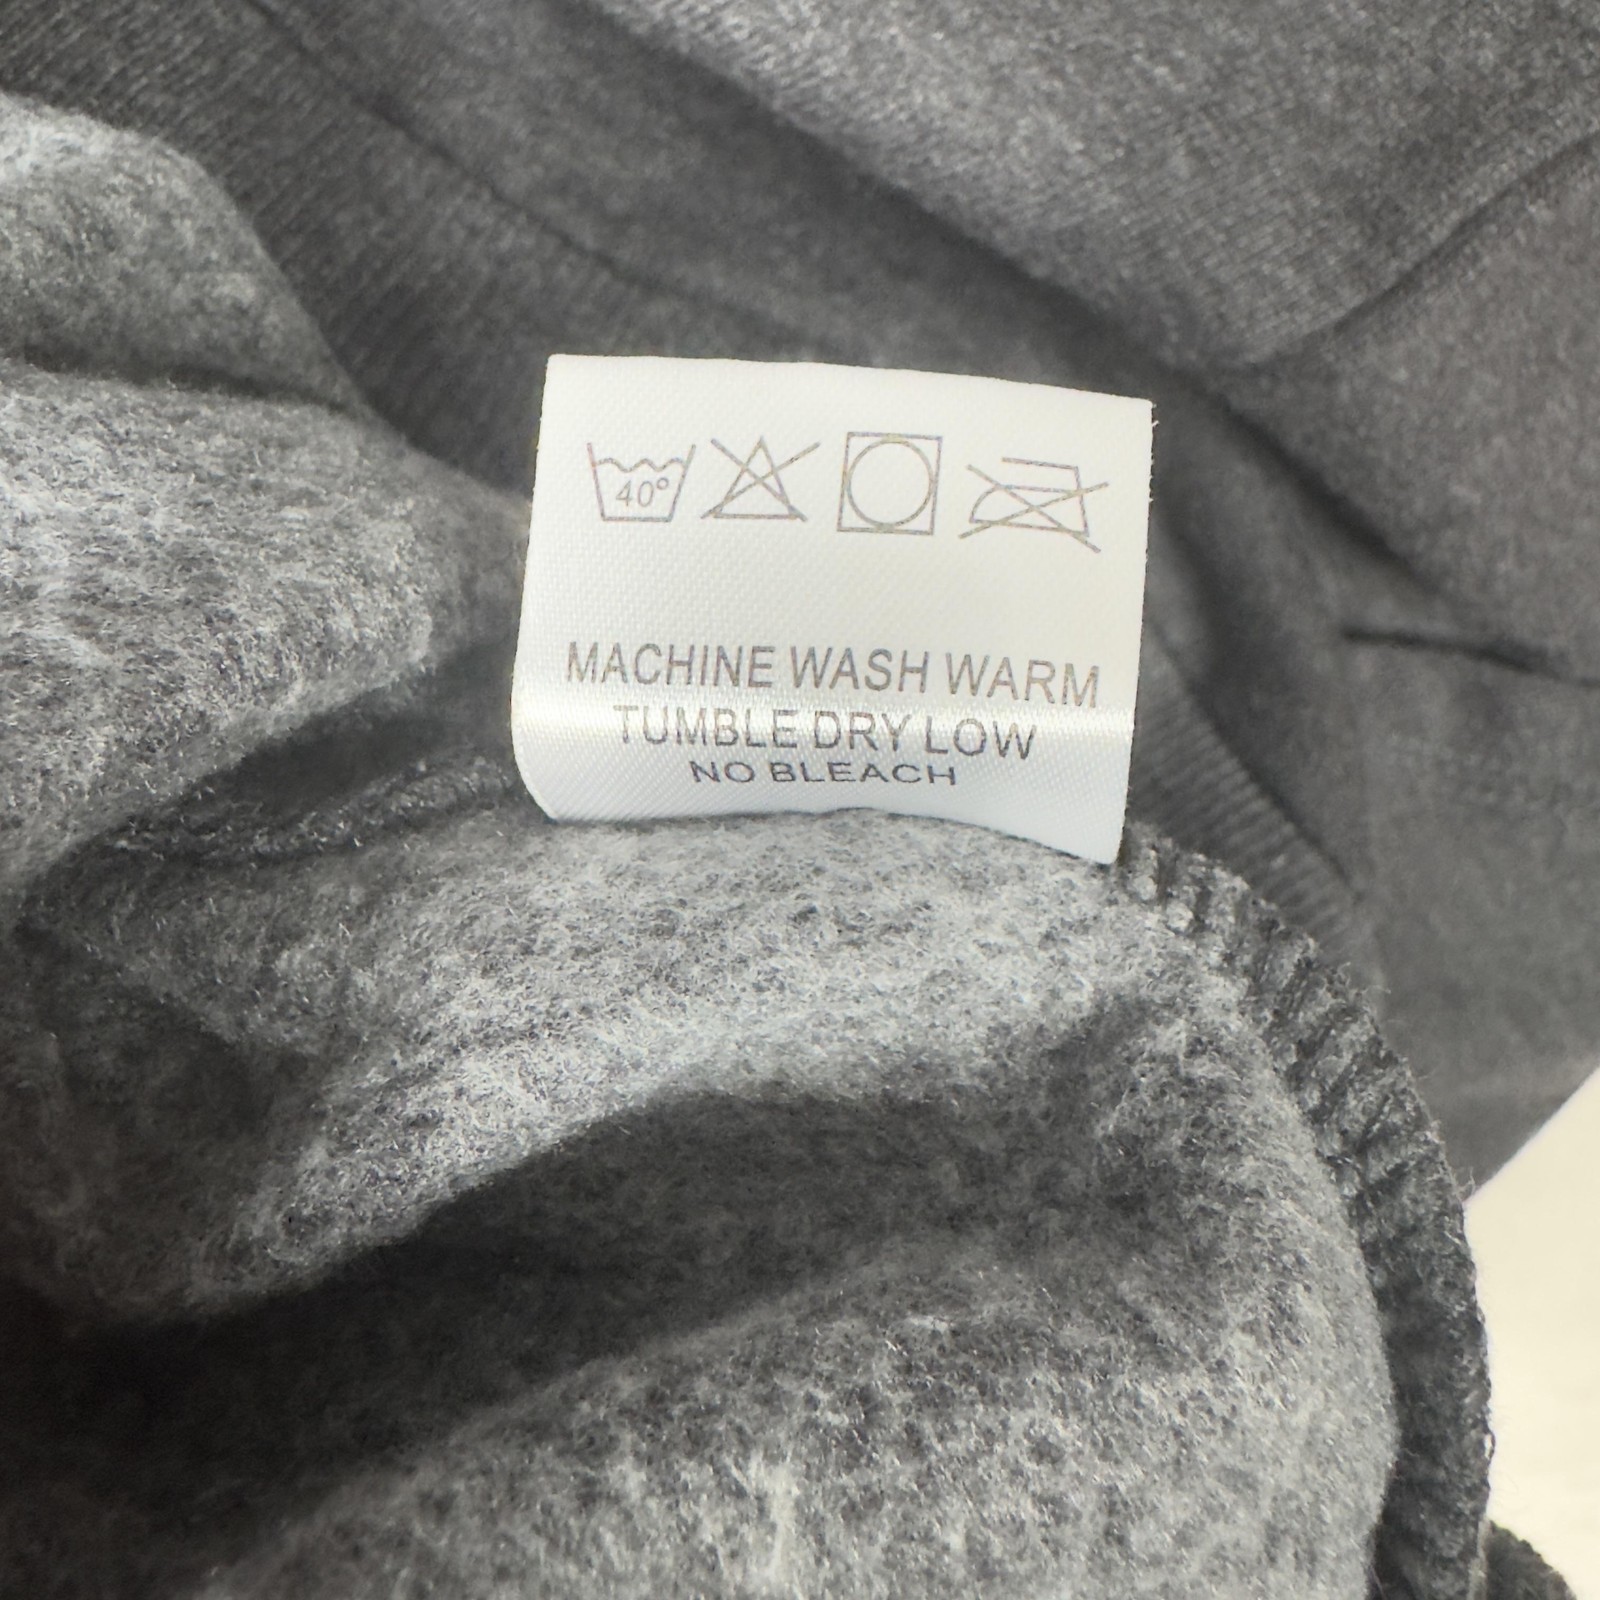 40°
MACHINE WASH WARM
TUMBLE DRY LOW
NO BLEACH